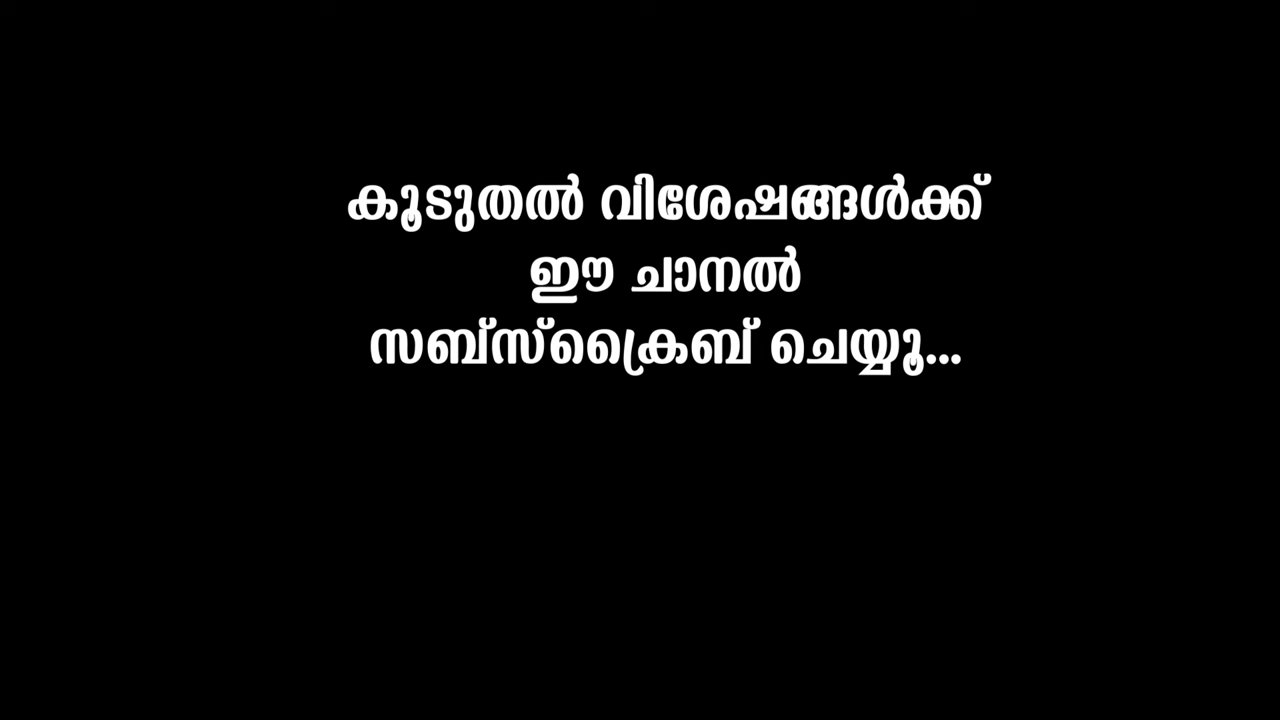 കൂടുതൽ വിശേഷങ്ങൾക്ക്
ഈ ചാനൽ
സബ്സ്ക്രൈബ് ചെയ്യൂ...